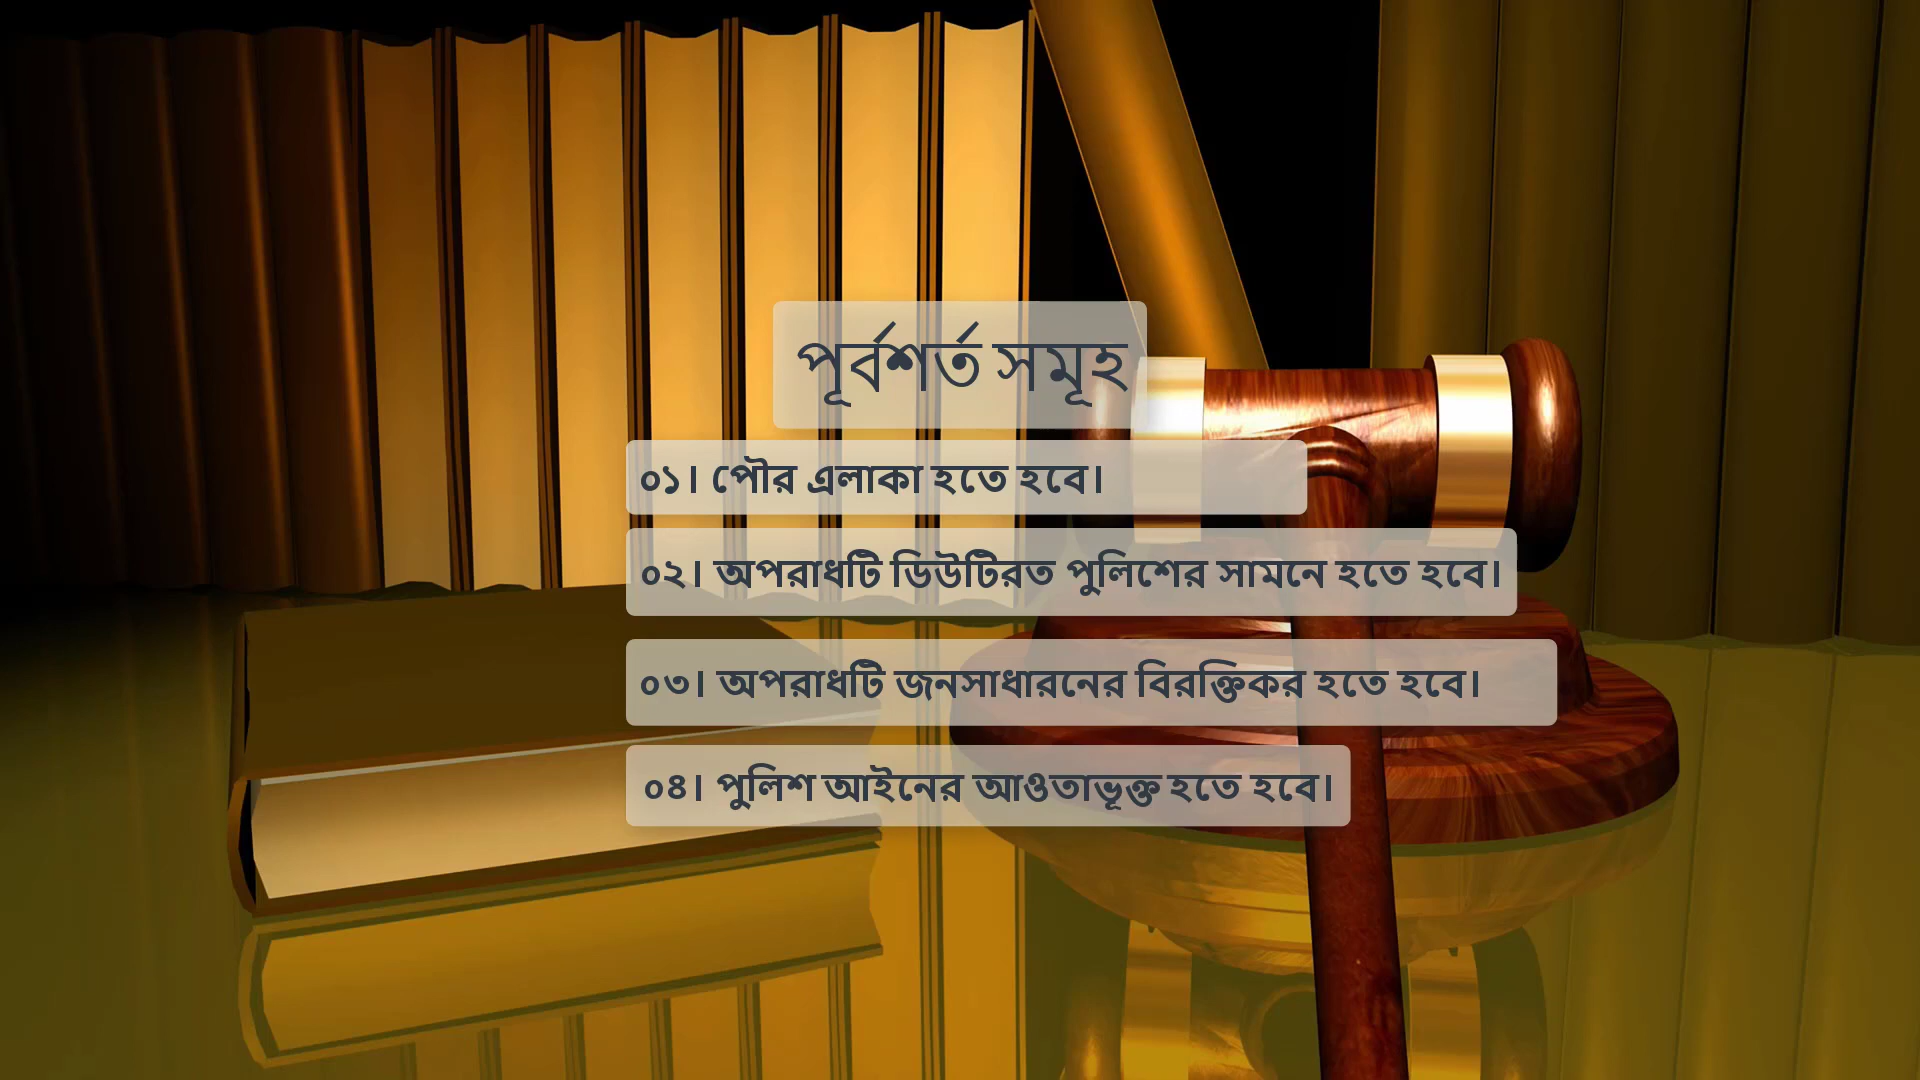 পূর্বশর্ত সমূহ
০১। পৌর এলাকা হতে হবে।
০২। অপরাধটি ডিউটিরত পুলিশের সামনে হতে হবে।
০৩। অপরাধটি জনসাধারনের বিরক্তিকর হতে হবে।
০৪। পুলিশ আইনের আওতাভূক্ত হতে হবে।